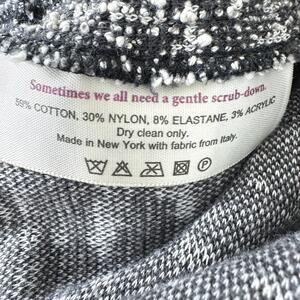 Sometimes we all need a gentle scrub-down.
59% COTTON, 30% NYLON, 8% ELASTANE, 3% ACRYLIC
Dry clean only.
Made in New York with fabric from Italy.